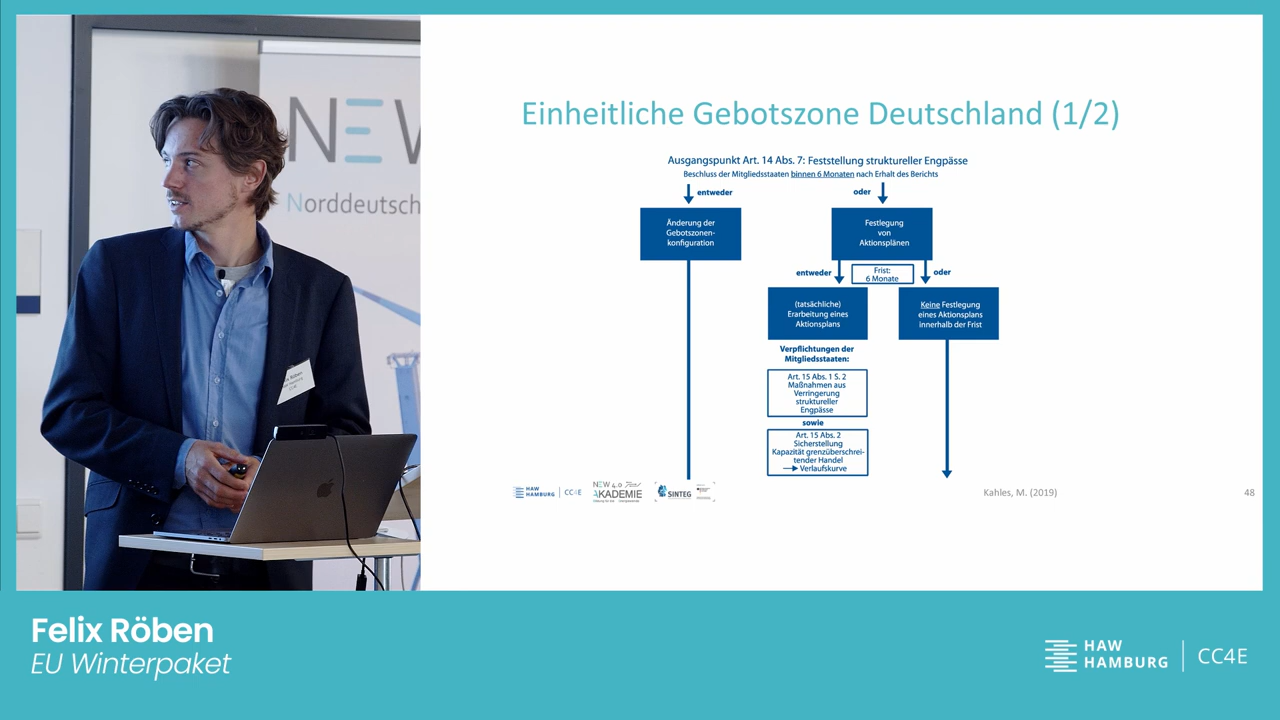 NEW
Norddeutsch
Röben
Einheitliche Gebotszone Deutschland (1/2)
Ausgangspunkt Art. 14 Abs. 7: Feststellung struktureller Engpässe
Beschluss der Mitgliedsstaaten binnen 6 Monaten nach Erhalt des Berichts
entweder
oder
Änderung der
Gebotszonen-
konfiguration
Festlegung
von
Aktionsplänen
entweder
Frist:
6 Monate
oder
(tatsächliche)
Erarbeitung eines
Aktionsplans
Keine Festlegung
eines Aktionsplans
innerhalb der Frist
Verpflichtungen der
Mitgliedsstaaten:
Art. 15 Abs. 1 S. 2
Maßnahmen aus
Verringerung
struktureller
Engpässe
sowie
Art. 15 Abs. 2
Sicherstellung
Kapazität grenzüberschrei-
tender Handel
Verlaufskurve
HAW
HAMBURG
CC4E
NEW 4.0
AKADEMIE
SINTEG
Kahles, M. (2019)
48
Felix Röben
EU Winterpaket
HAW
HAMBURG
CC4E